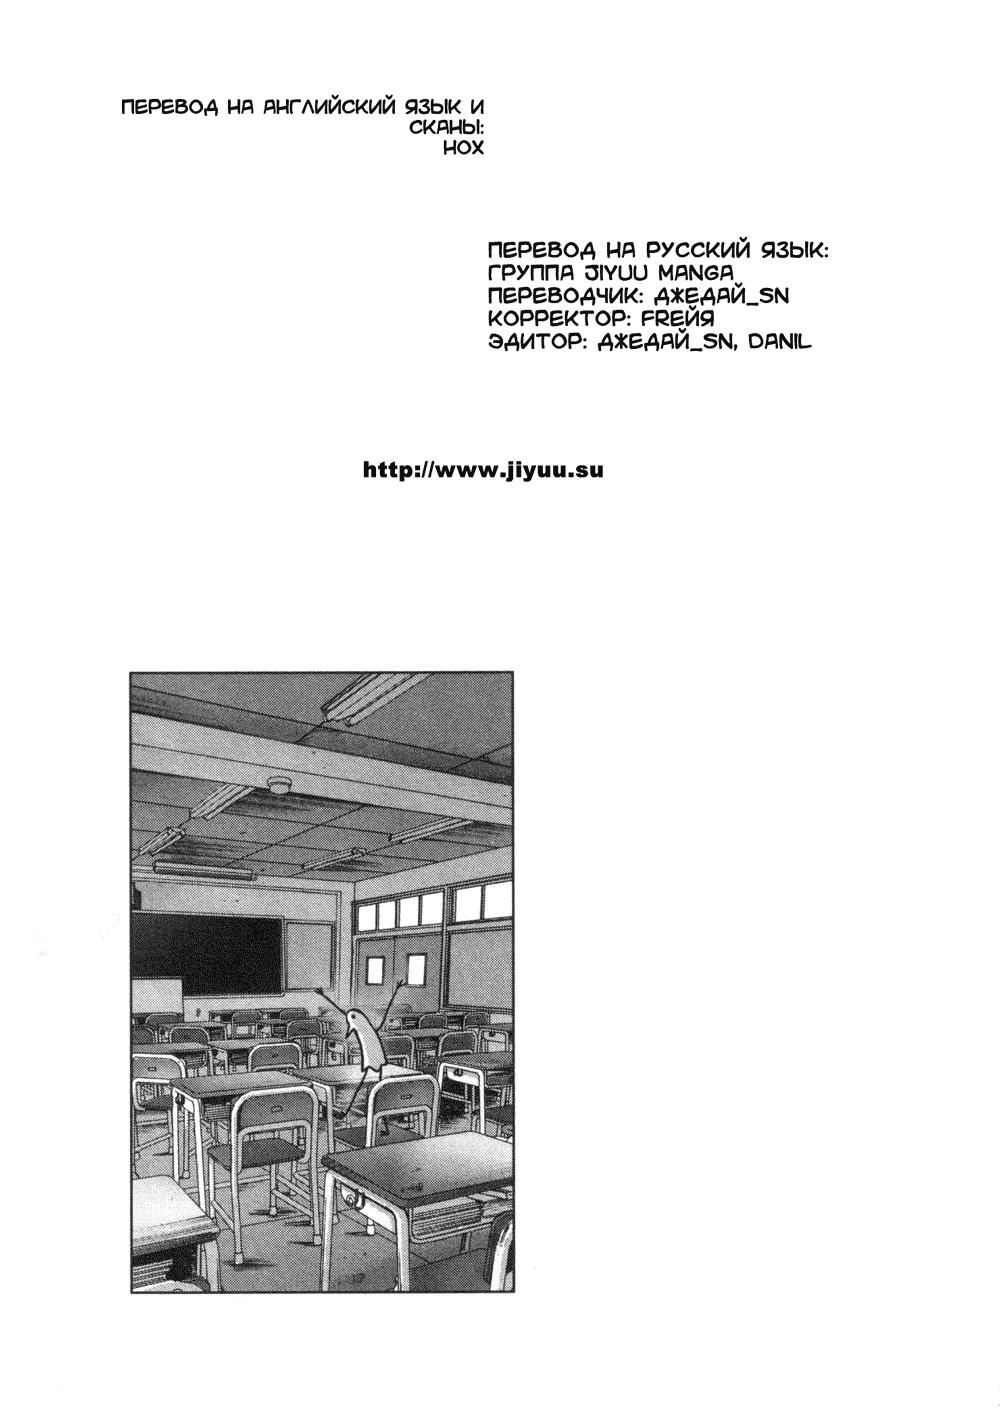 ПЕРЕВОД НА АНГЛИЙСКИЙ ЯЗЫК И
СКАНЫ:
HOX
ПЕРЕВОД НА РУССКИЙ ЯЗЫК:
ГРУППА JIYUU MANGA
ПЕРЕВОДЧИК: ДЖЕДАЙ_SN
КОРРЕКТОР: FRЕЙЯ
ЭДИТОР: ДЖЕДАЙ_SN, DANIL
http://www.jiyuu.su